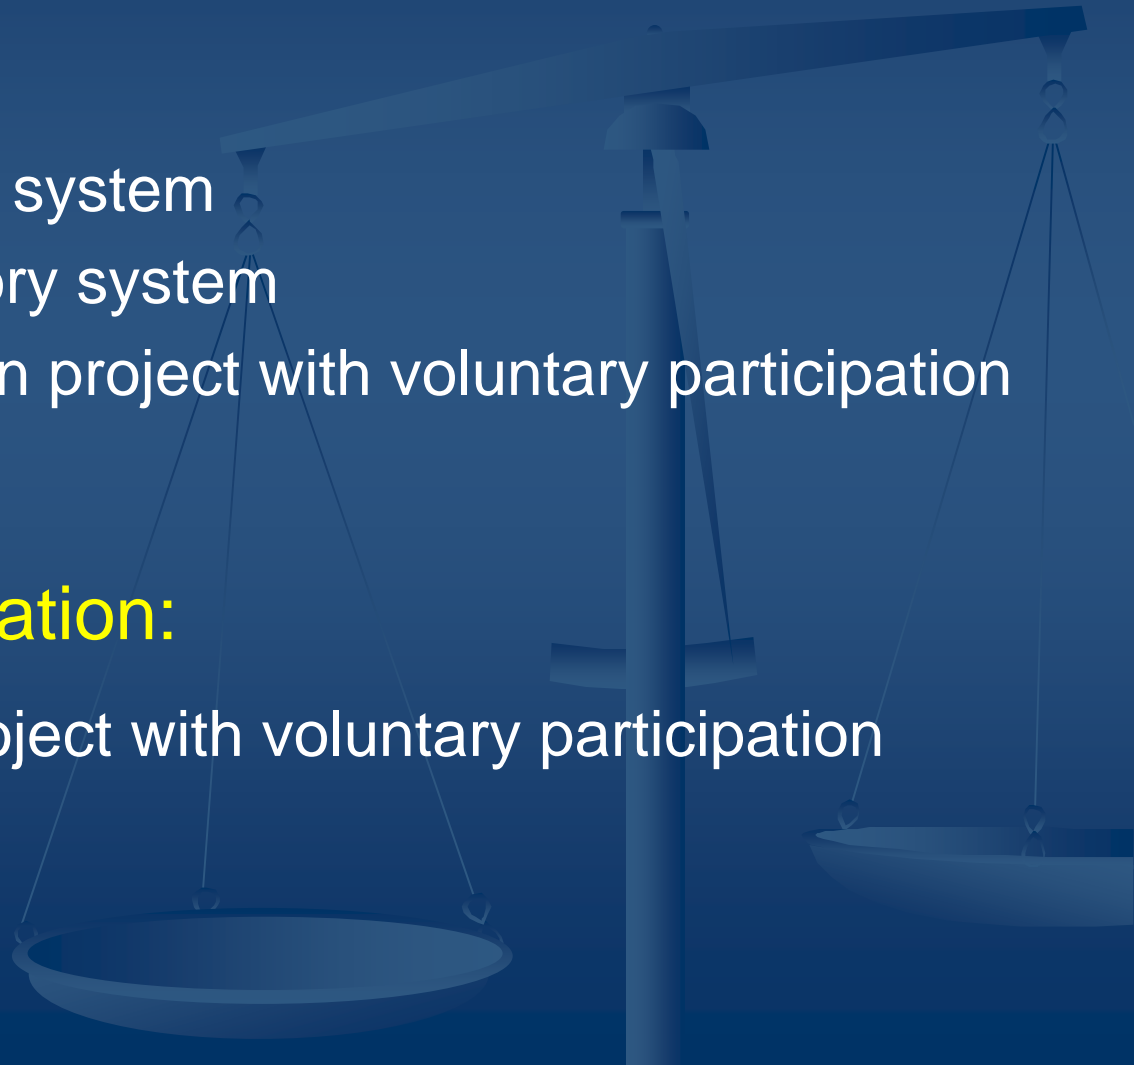 system
ory system
n project with voluntary participation
ation:
oject with voluntary participation